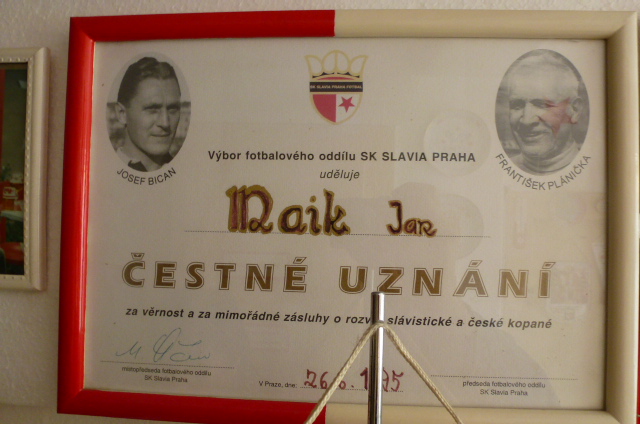 SK SLAVIA PRAHA FOTBAL
JOSEF BICAN
FRANTIŠEK PLÁNIČKA
Výbor fotbalového oddílu SK SLAVIA PRAHA
uděluje
Maik Jan
ČESTNÉ UZNÁNÍ
za věrnost a za mimořádné zásluhy o slávistické a české kopané
místopředseda fotbalového oddílu
SK Slavia Praha
V Praze, dne:
předseda fotbalového oddílu
SK Slavia Praha